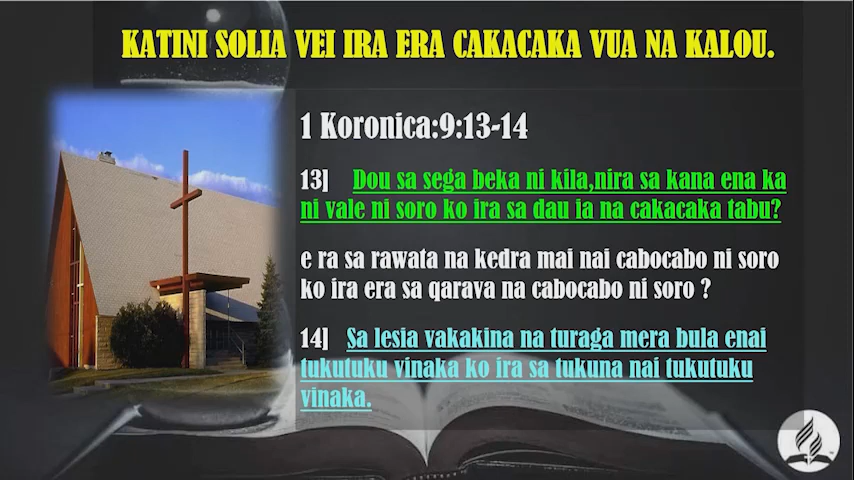 KATINI SOLIA VEI IRA ERA CAKACAKA VUA NA KALOU.
1 Koronica:9:13-14
13] Dou sa sega beka ni kila,nira sa kana ena ka
ni vale ni soro ko ira sa dau ia na cakacaka tabu?
e ra sa rawata na kedra mai nai cabocabo ni soro
ko ira era sa qarava na cabocabo ni soro ?
14] Sa lesia vakakina na turaga mera bula enai
tukutuku vinaka ko ira sa tukuna nai tukutuku
vinaka.